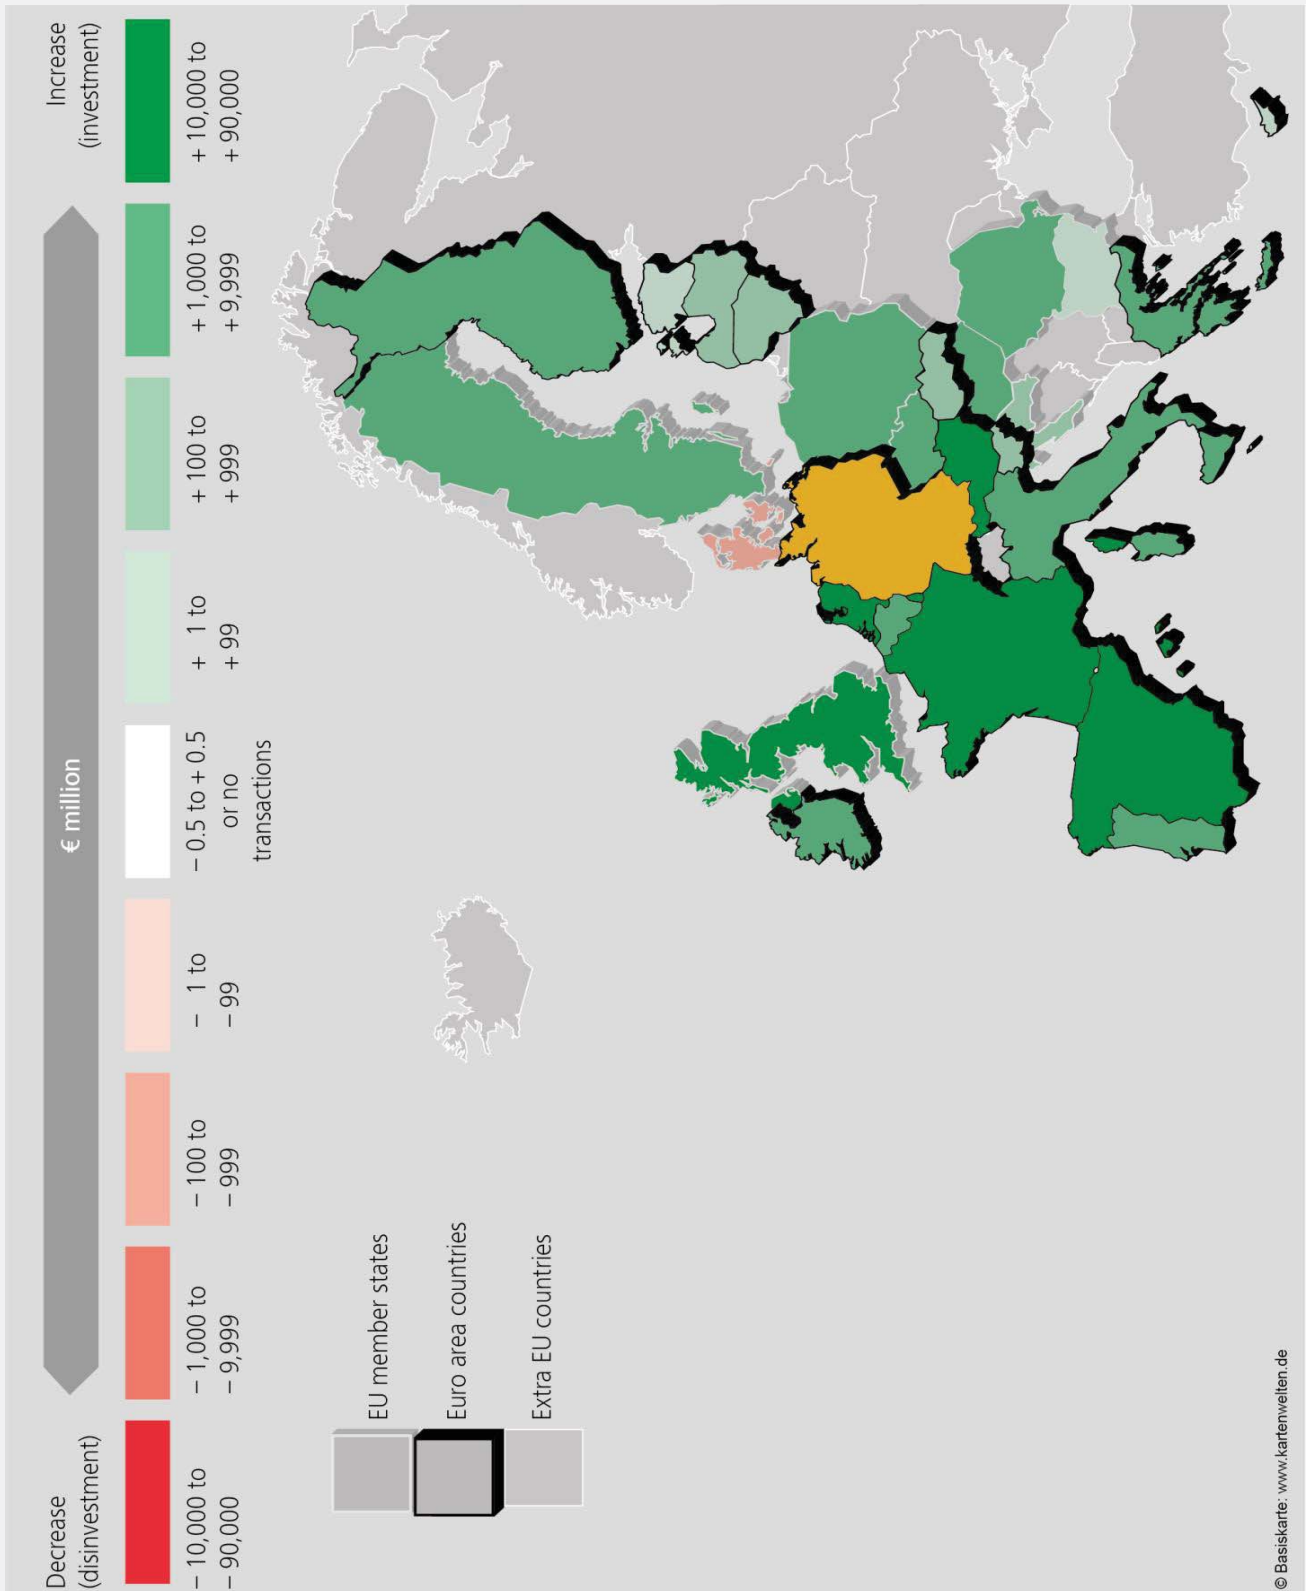 Decrease
(disinvestment)
€ million
Increase
(investment)
– 10,000 to
– 90,000
– 1,000 to
– 9,999
– 100 to
– 999
– 1 to
– 99
– 0.5 to + 0.5
or no
transactions
+ 1 to
+99
+100 to
+999
+1,000 to
+9,999
+ 10,000 to
+ 90,000
EU member states
Euro area countries
Extra EU countries
© Basiskarte: www.kartenwelten.de